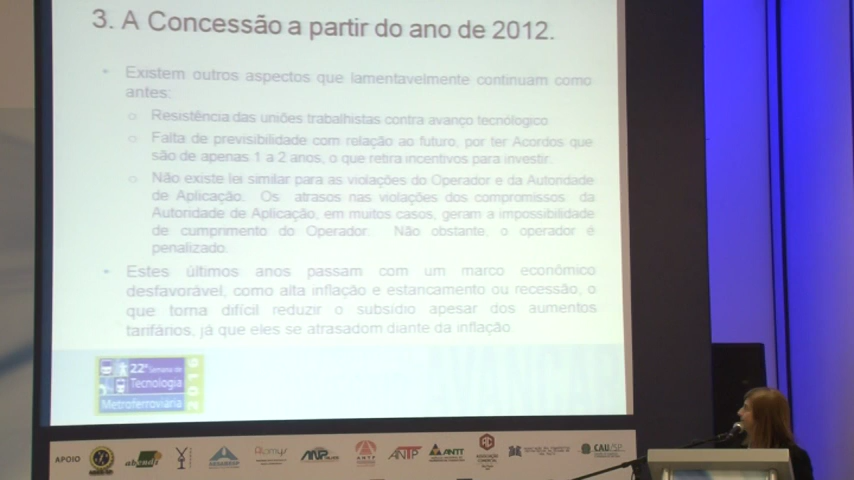 3. A Concessão a partir do ano de 2012.
Existem outros aspectos que lamentavelmente continuam como
antes:
Resistência das uniões trabalhistas contra avanço tecnólogico
Falta de previsibilidade com relação ao futuro, por ter Acordos que
são de apenas 1 a 2 anos, o que retira incentivos para investir.
Não existe lei similar para as violações do Operador e da Autoridade
de Aplicação. Os atrasos nas violações dos compromissos da
Autoridade de Aplicação, em muitos casos, geram a impossibilidade
de cumprimento do Operador. Não obstante, o operador é
penalizado.
Estes últimos anos passam com um marco econômico
desfavorável, como alta inflação e estancamento ou recessão, o
que torna difícil reduzir o subsídio apesar dos aumentos
tarifários, já que eles se atrasadom diante da inflação
22ª Semana de
Tecnologia
Metroferroviária
APOIO
abendi
ANTP
ANTT